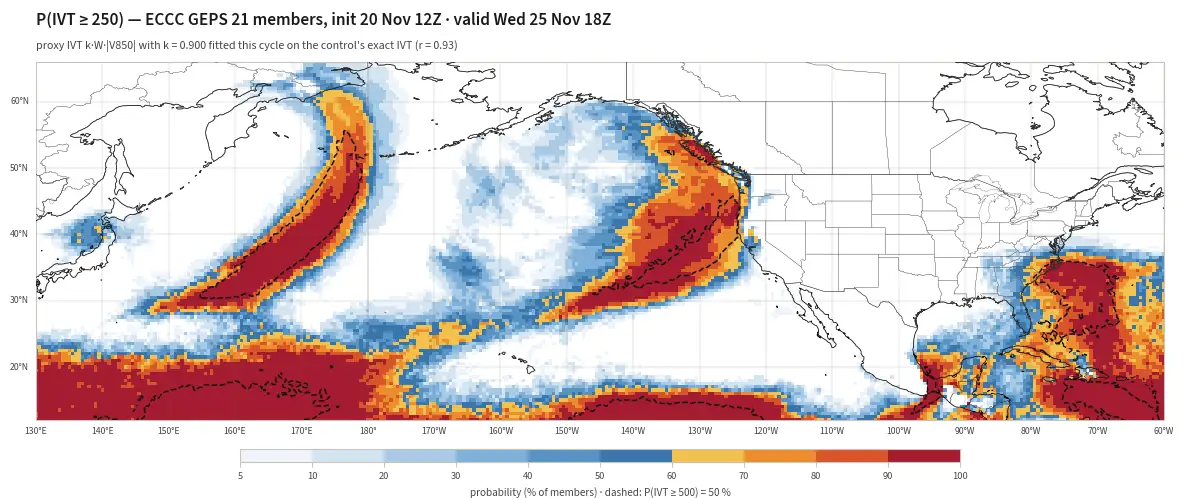 P(IVT ≥ 250) — ECCC GEPS 21 members, init 20 Nov 12Z · valid Wed 25 Nov 18Z
proxy IVT k·W·|V850| with k = 0.900 fitted this cycle on the control's exact IVT (r = 0.93)
60°N
50°N
40°N
30°N
20°N
130°E 140°E 150°E 160°E 170°E 180° 170°W 160°W 150°W 140°W 130°W 120°W 110°W 100°W 90°W 80°W 70°W 60°W
5 10 20 30 40 50 60 70 80 90 100
probability (% of members) · dashed: P(IVT ≥ 500) = 50 %